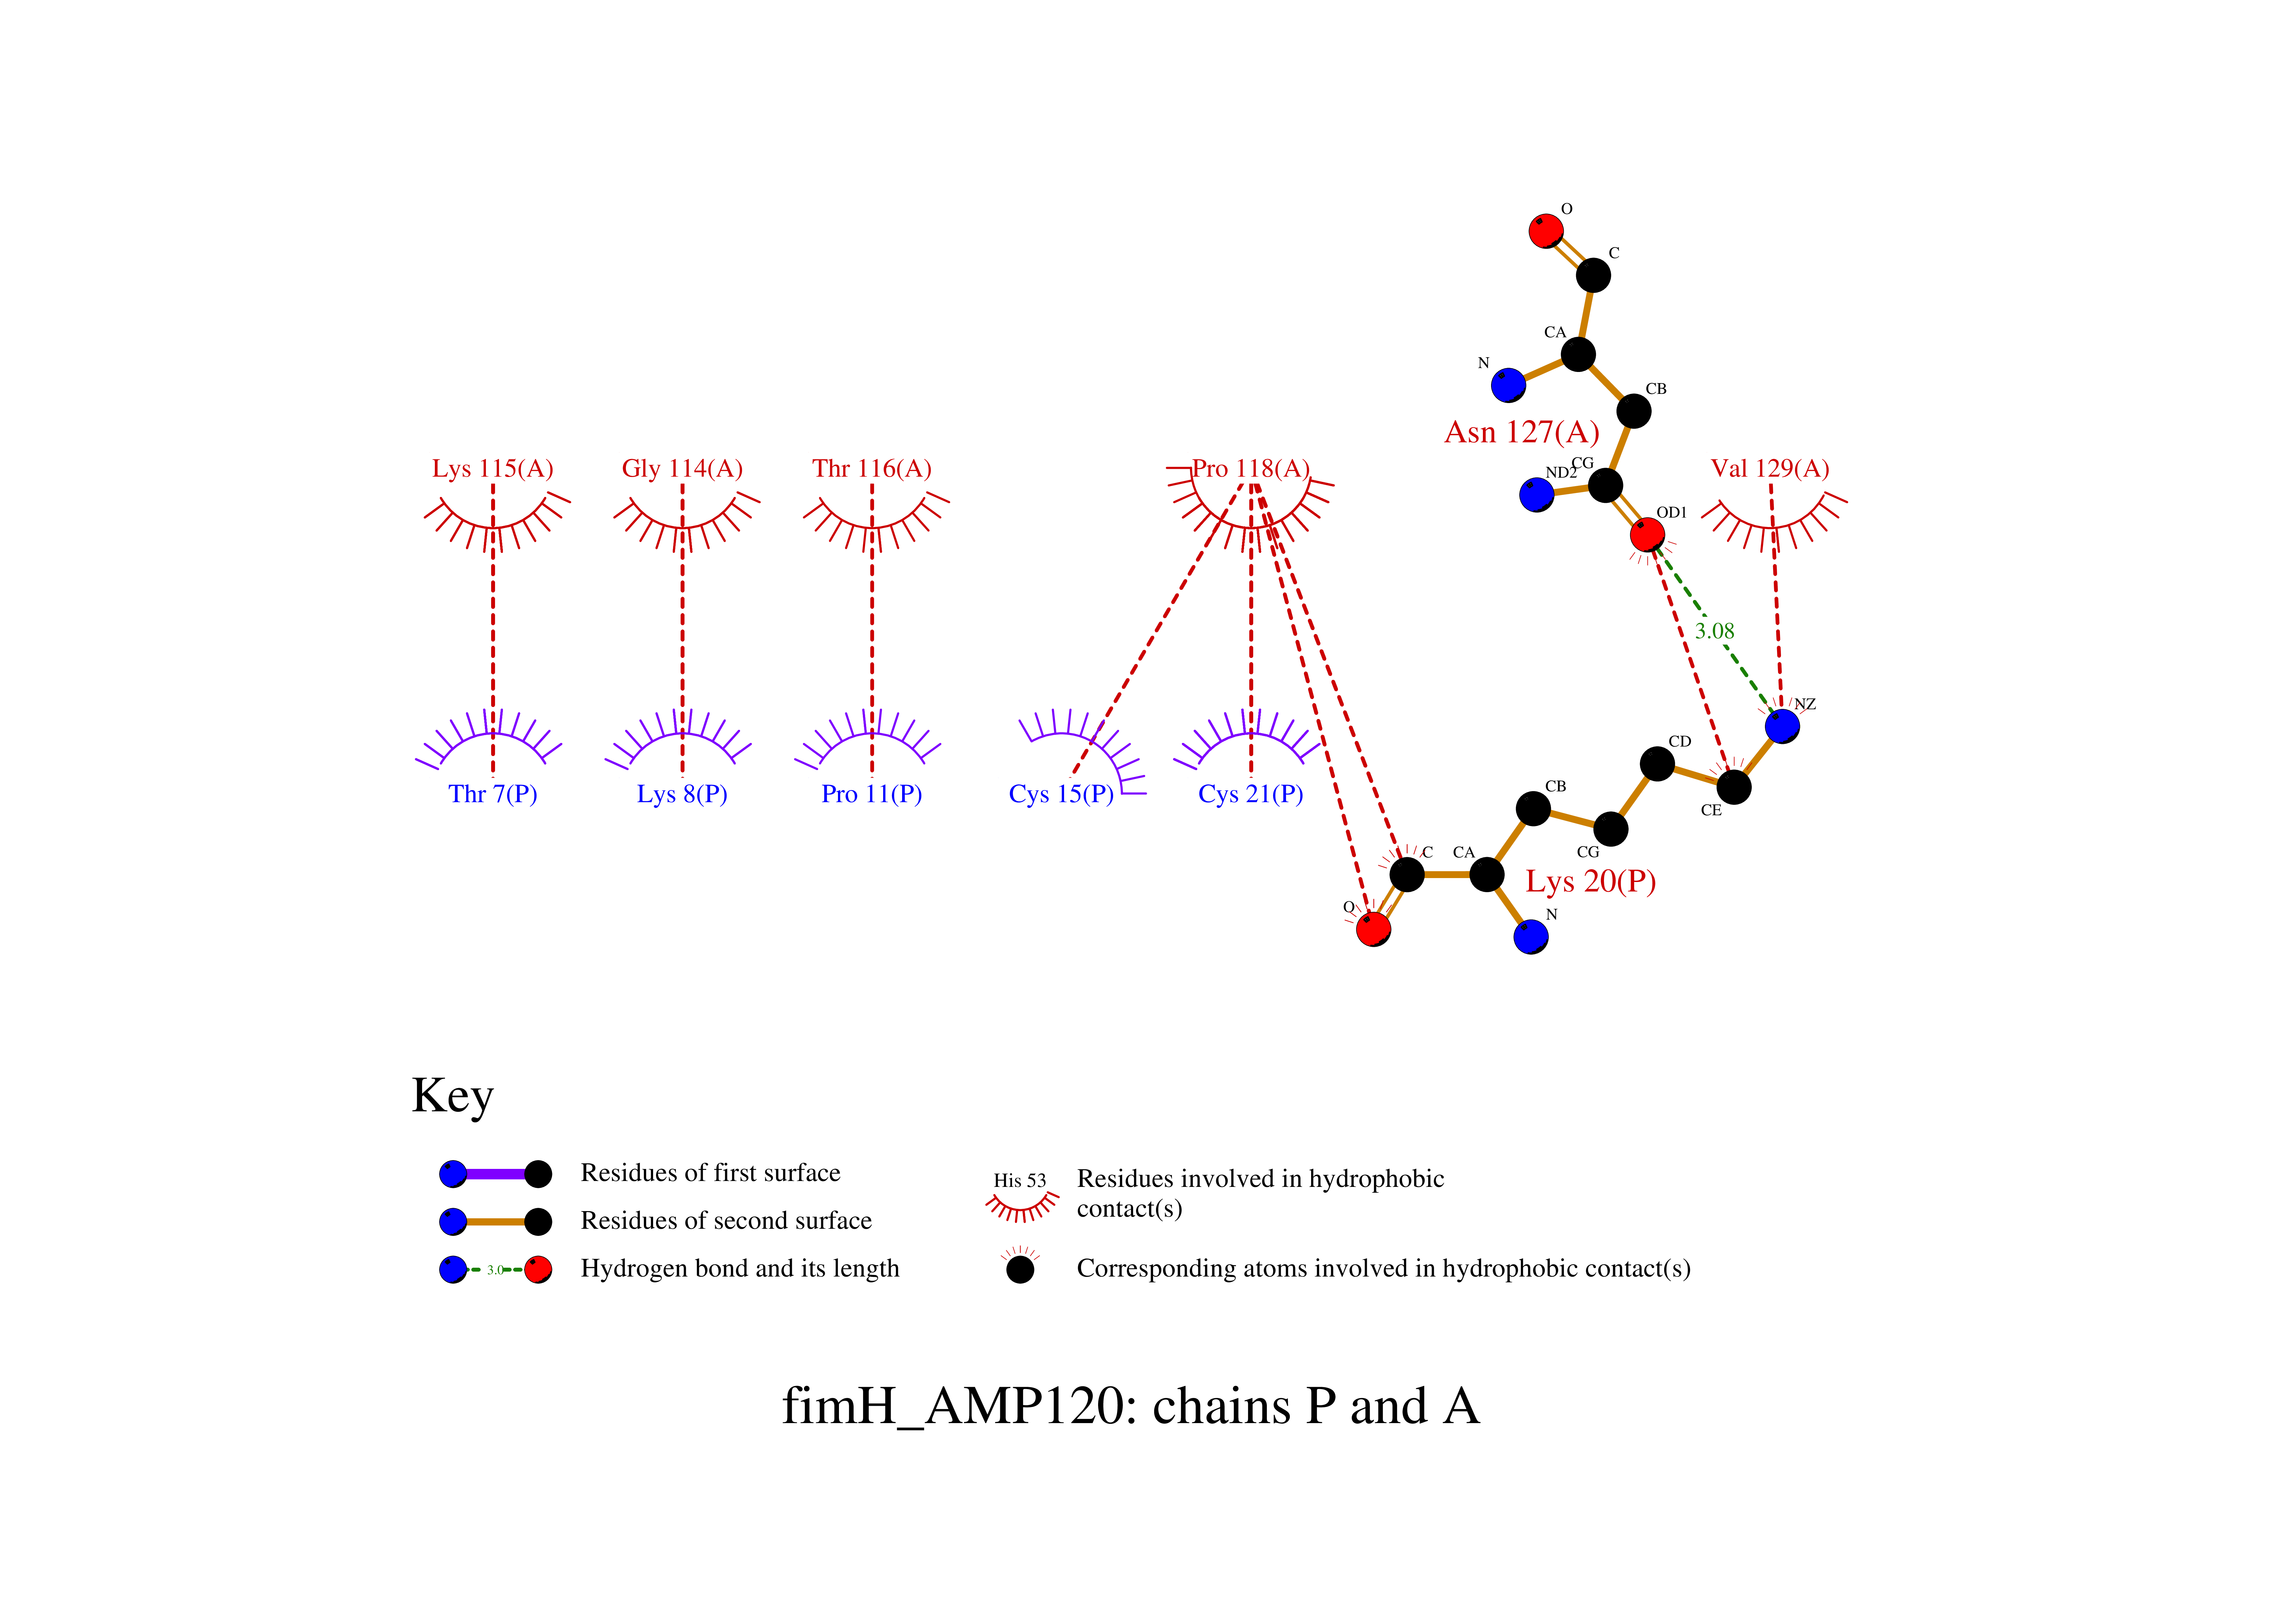 O
C
CA
N
CB
Asn 127(A)
CG
ND2
OD1
Lys 115(A)
Gly 114(A)
Thr 116(A)
Pro 118(A)
Val 129(A)
3.08
NZ
CD
CE
CB
CG
Thr 7(P)
Lys 8(P)
Pro 11(P)
Cys 15(P)
Cys 21(P)
C
CA
Lys 20(P)
O
N
Key
Residues of first surface
Residues of second surface
3.0
Hydrogen bond and its length
His 53
Residues involved in hydrophobic
contact(s)
Corresponding atoms involved in hydrophobic contact(s)
fimH_AMP120: chains P and A